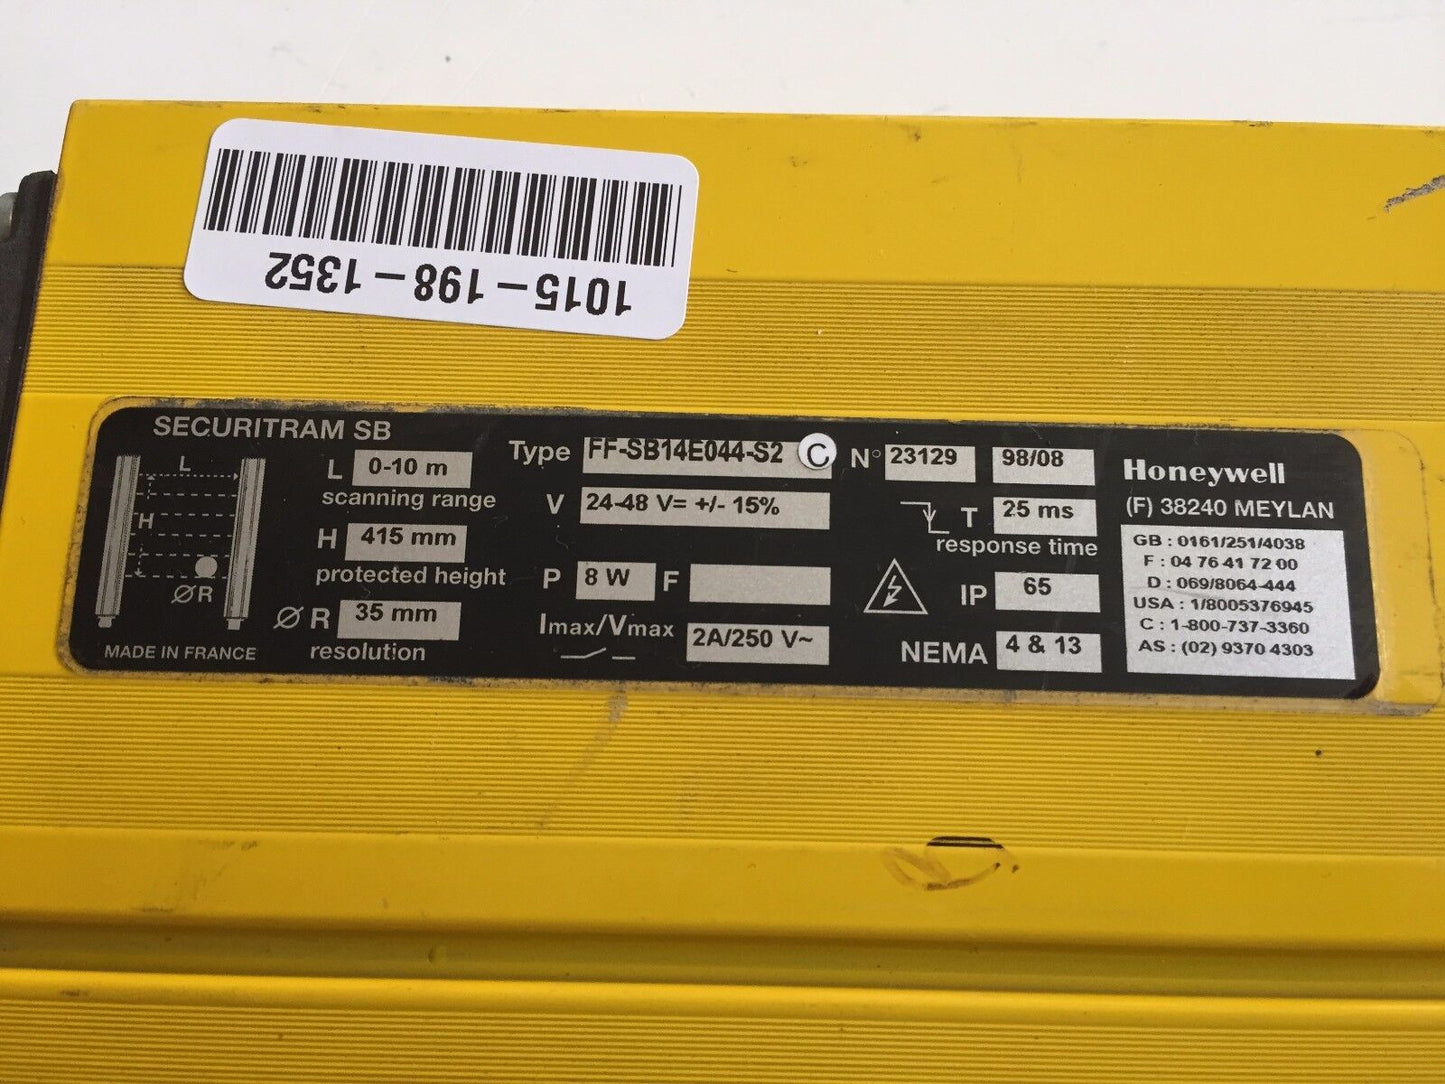 1015-198-1352
SECURITRAM SB
L
H
Ø R
MADE IN FRANCE
L 0-10 m
scanning range
H 415 mm
protected height
Ø R 35 mm
resolution
Type FF-SB14E044-S2 C
V 24-48 V= +/- 15%
P 8 W F
Imax/Vmax 2A/250 V~
N° 23129 98/08
T 25 ms
response time
IP 65
NEMA 4 & 13
Honeywell
(F) 38240 MEYLAN
GB : 0161/251/4038
F : 04 76 41 72 00
D : 069/8064-444
USA : 1/8005376945
C : 1-800-737-3360
AS : (02) 9370 4303